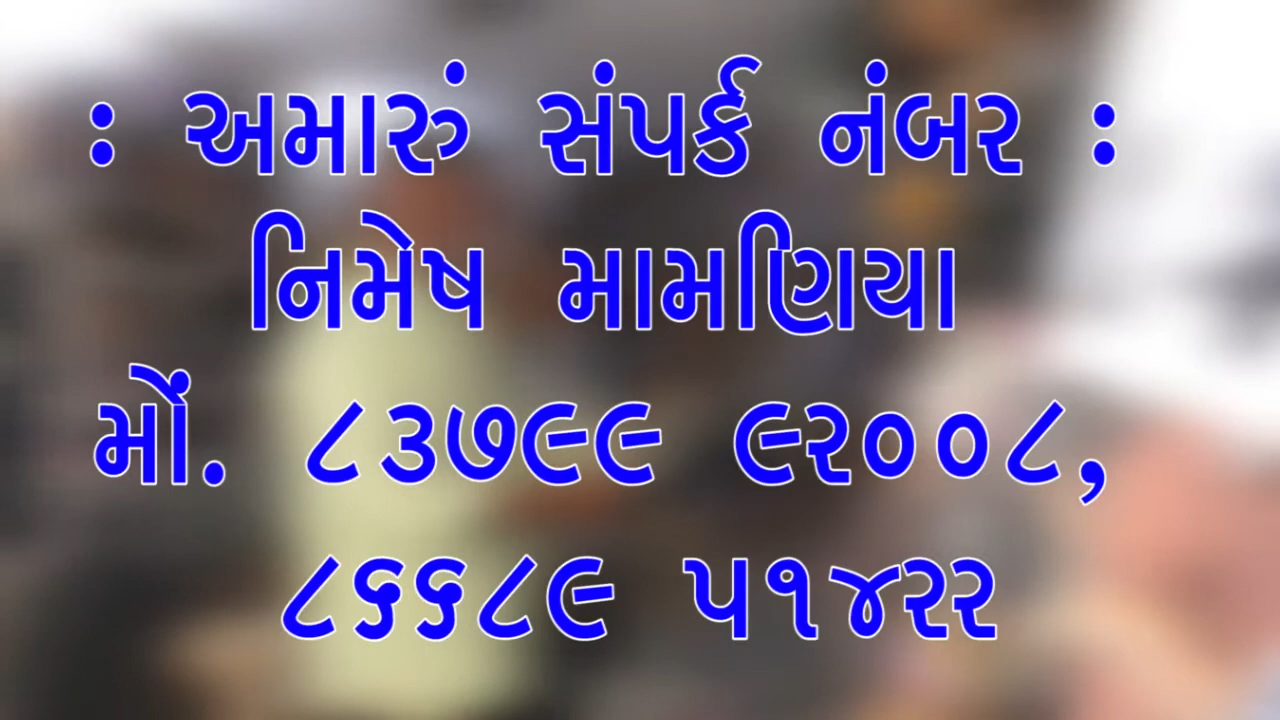 : અમારું સંપર્ક નંબર :
નિમેષ મામણિયા
મોં. ૮૩૭૯૯ ૯૨૦૦૮,
૮૬૬૮૯ ૫૧૪૨૨